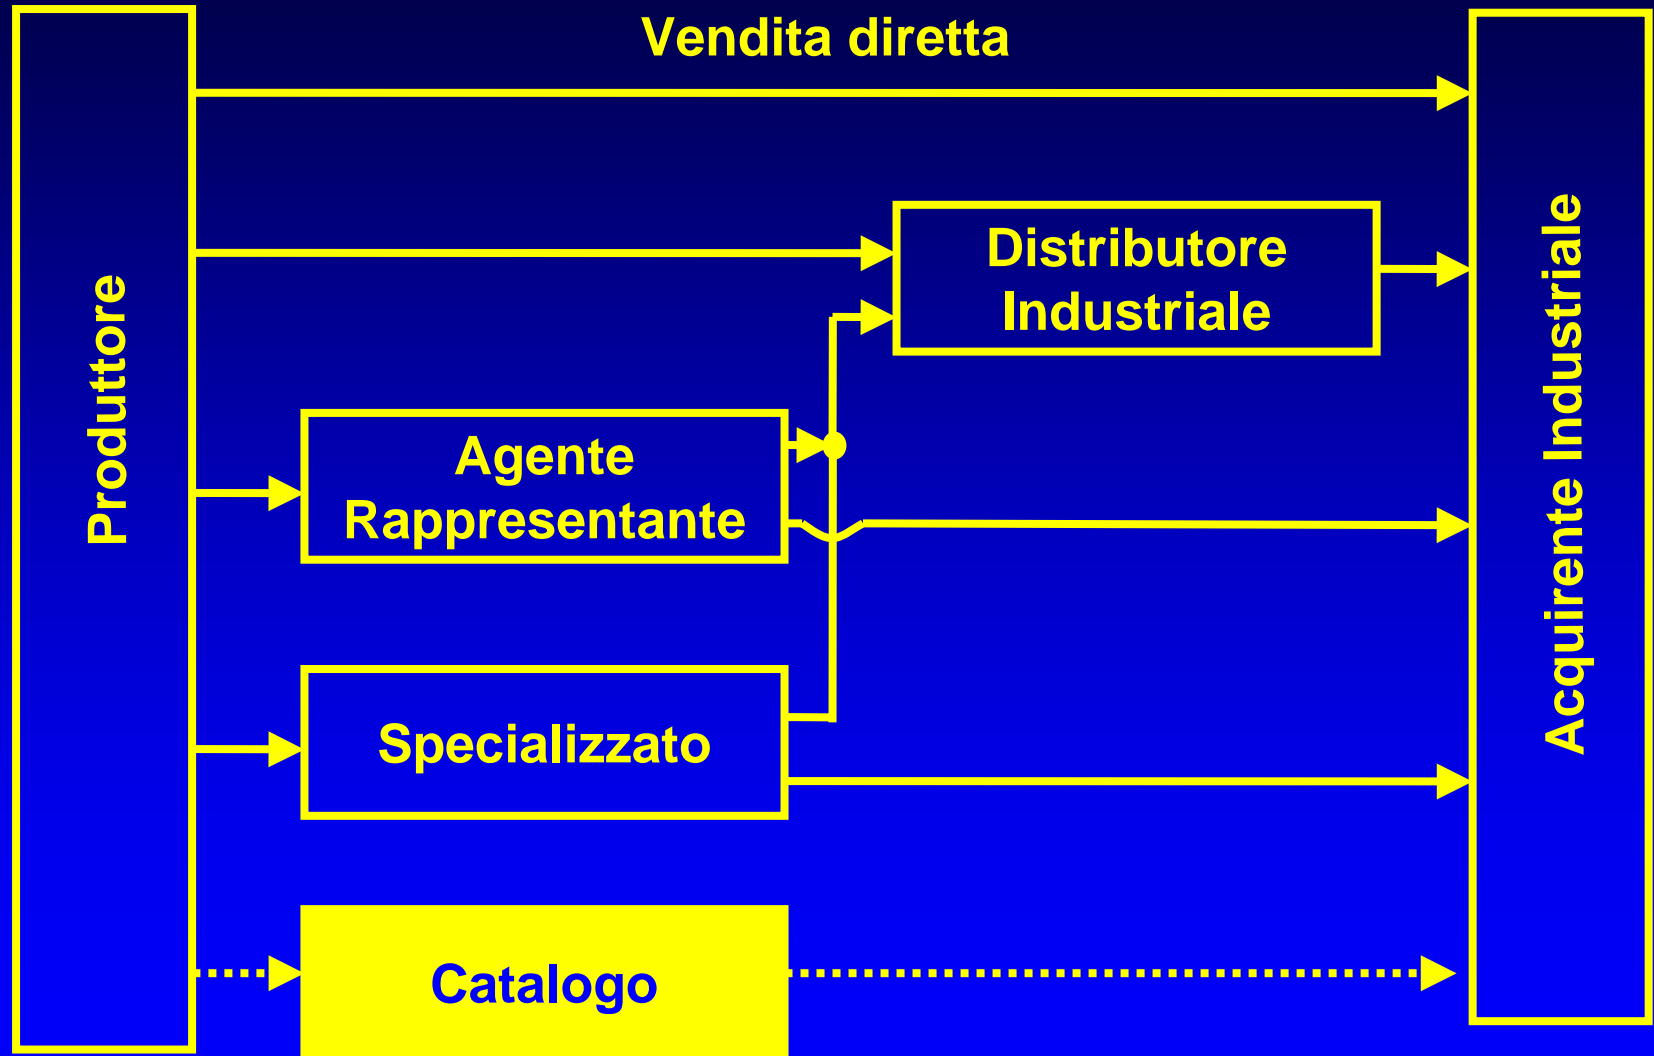 Vendita diretta
Produttore
Distributore
Industriale
Agente
Rappresentante
Specializzato
Catalogo
Acquirente Industriale